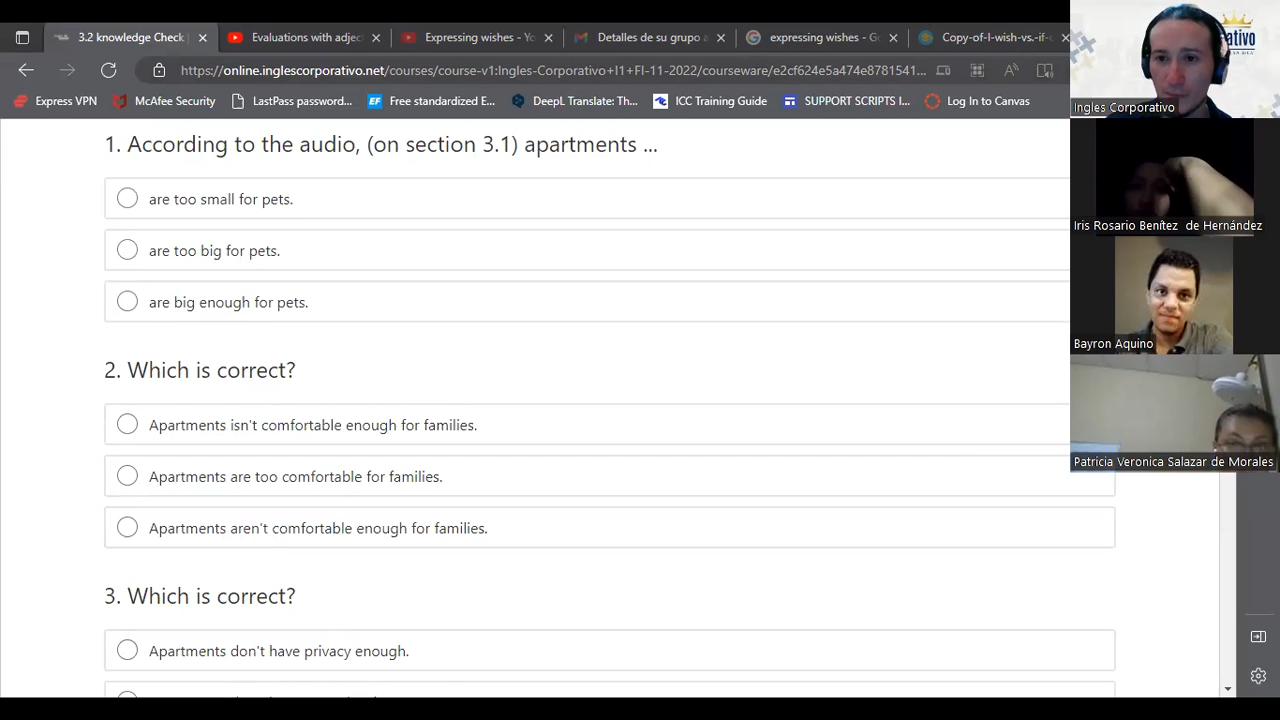 3.2 knowledge Check
Evaluations with adjec
Expressing wishes - Yo
Detalles de su grupo a
expressing wishes - Go
Copy-of-I-wish-vs.-if-o
https://online.inglescorporativo.net/courses/course-v1:Ingles-Corporativo+I1+FI-11-2022/courseware/e2cf624e5a474e8781541...
Express VPN
McAfee Security
LastPass password...
Free standardized E...
DeepL Translate: Th...
ICC Training Guide
SUPPORT SCRIPTS I...
Log In to Canvas
1. According to the audio, (on section 3.1) apartments ...
are too small for pets.
are too big for pets.
are big enough for pets.
2. Which is correct?
Apartments isn't comfortable enough for families.
Apartments are too comfortable for families.
Apartments aren't comfortable enough for families.
3. Which is correct?
Apartments don't have privacy enough.
Ingles Corporativo
Iris Rosario Benítez de Hernández
Bayron Aquino
Patricia Veronica Salazar de Morales